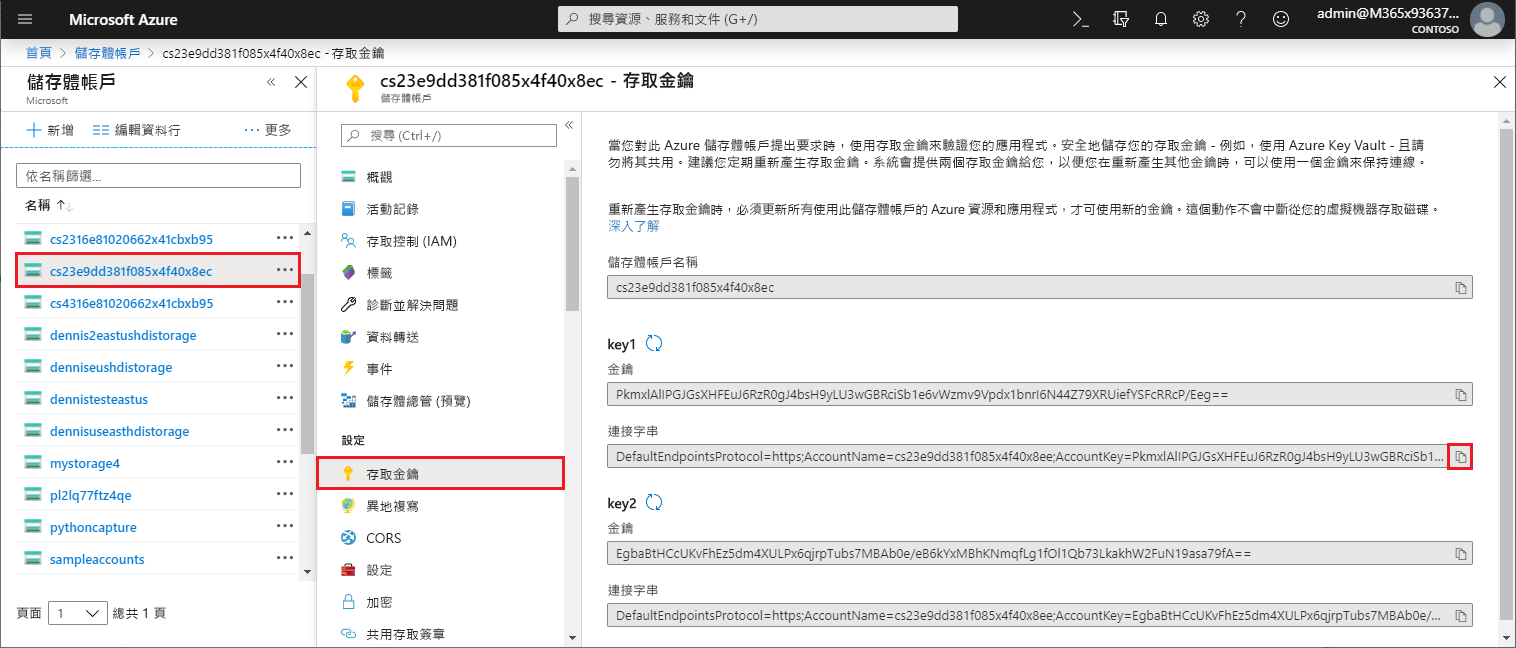 Microsoft Azure
搜尋資源、服務和文件 (G+/)
admin@M365x93637...
CONTOSO
首頁 > 儲存體帳戶 > cs23e9dd381f085x4f40x8ec - 存取金鑰
儲存體帳戶
Microsoft
新增 編輯資料行 ... 更多
依名稱篩選...
名稱
cs2316e81020662x41cbxb95
cs23e9dd381f085x4f40x8ec
cs4316e81020662x41cbxb95
dennis2eastushdistorage
denniseushdistorage
dennistesteastus
dennisuseasthdistorage
mystorage4
pl2lq77ftz4qe
pythoncapture
sampleaccounts
頁面 1 總共 1 頁
cs23e9dd381f085x4f40x8ec - 存取金鑰
儲存體帳戶
搜尋 (Ctrl+/)
概觀
活動記錄
存取控制 (IAM)
標籤
診斷並解決問題
資料轉送
事件
儲存體總管 (預覽)
設定
存取金鑰
異地複寫
CORS
設定
加密
共用存取簽章
當您對此 Azure 儲存體帳戶提出要求時，使用存取金鑰來驗證您的應用程式。安全地儲存您的存取金鑰 - 例如，使用 Azure Key Vault - 且請
勿將其共用。建議您定期重新產生存取金鑰。系統會提供兩個存取金鑰給您，以便您在重新產生其他金鑰時，可以使用一個金鑰來保持連線。
重新產生存取金鑰時，必須更新所有使用此儲存體帳戶的 Azure 資源和應用程式，才可使用新的金鑰。這個動作不會中斷從您的虛擬機器存取磁碟。
深入了解
儲存體帳戶名稱
cs23e9dd381f085x4f40x8ec
key1
金鑰
PkmxlAlIPGJGsXHFEuJ6RzR0gJ4bsH9yLU3wGBRciSb1e6vWzmv9Vpdx1bnrI6N44Z79XRUiefYSFcRRcP/Eeg==
連接字串
DefaultEndpointsProtocol=https;AccountName=cs23e9dd381f085x4f40x8ee;AccountKey=PkmxlAlIPGJGsXHFEuJ6RzR0gJ4bsH9yLU3wGBRciSb1...
key2
金鑰
EgbaBtHCcUKvFhEz5dm4XULPx6qjrpTubs7MBAb0e/eB6kYxMBhKNmqfLg1fOl1Qb73LkakhW2FuN19asa79fA==
連接字串
DefaultEndpointsProtocol=https;AccountName=cs23e9dd381f085x4f40x8ee;AccountKey=EgbaBtHCcUKvFhEz5dm4XULPx6qjrpTubs7MBAb0e/...